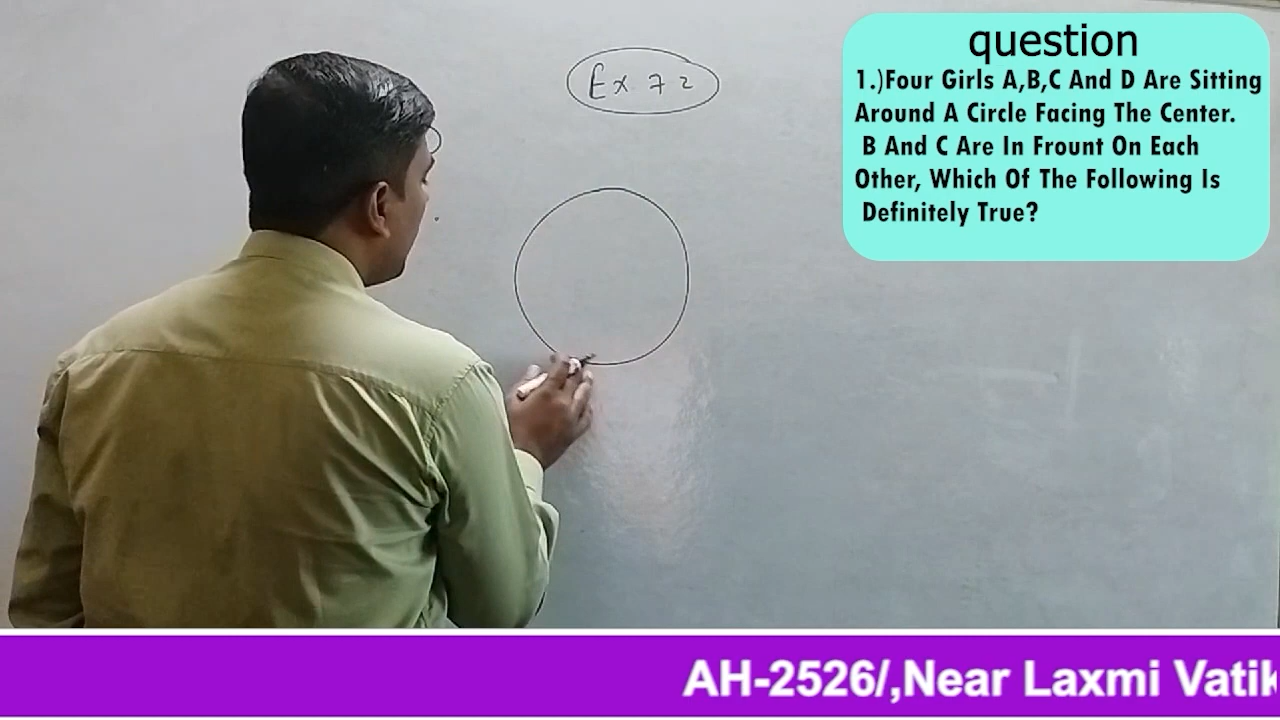 Ex 72
question
1.)Four Girls A,B,C And D Are Sitting
Around A Circle Facing The Center.
B And C Are In Frount On Each
Other, Which Of The Following Is
Definitely True?
AH-2526/,Near Laxmi Vatik